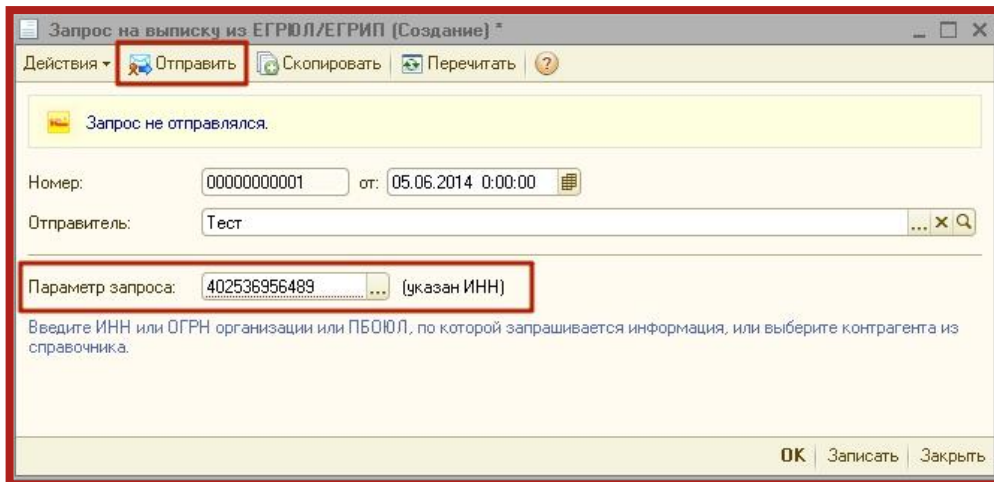 Запрос на выписку из ЕГРЮЛ/ЕГРИП (Создание) *
Действия Отправить Скопировать Перечитать ?
Запрос не отправлялся.
Номер: 00000000001 от: 05.06.2014 0:00:00
Отправитель: Тест ...
Параметр запроса: 402536956489 ... (указан ИНН)
Введите ИНН или ОГРН организации или ПБОЮЛ, по которой запрашивается информация, или выберите контрагента из
справочника.
OK Записать Закрыть